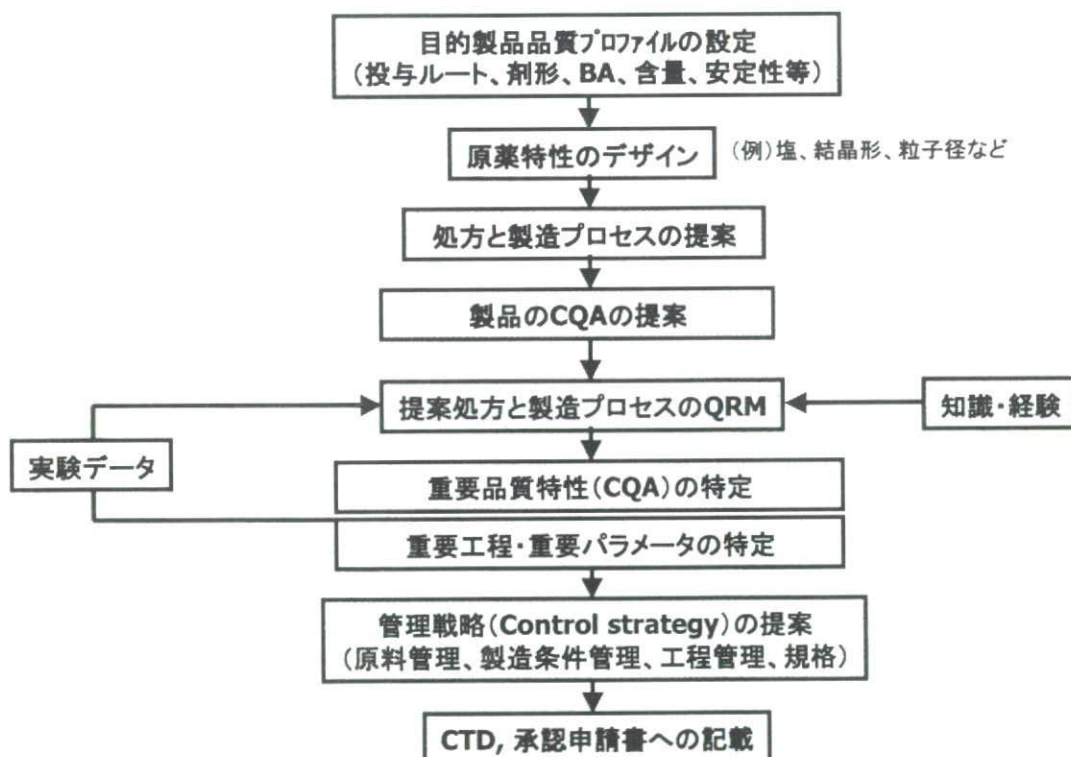 目的製品品質プロファイルの設定
(投与ルート、剤形、BA、含量、安定性等)
原薬特性のデザイン
(例)塩、結晶形、粒子径など
処方と製造プロセスの提案
製品のCQAの提案
提案処方と製造プロセスのQRM
知識・経験
実験データ
重要品質特性(CQA)の特定
重要工程・重要パラメータの特定
管理戦略(Control strategy)の提案
(原料管理、製造条件管理、工程管理、規格)
CTD, 承認申請書への記載